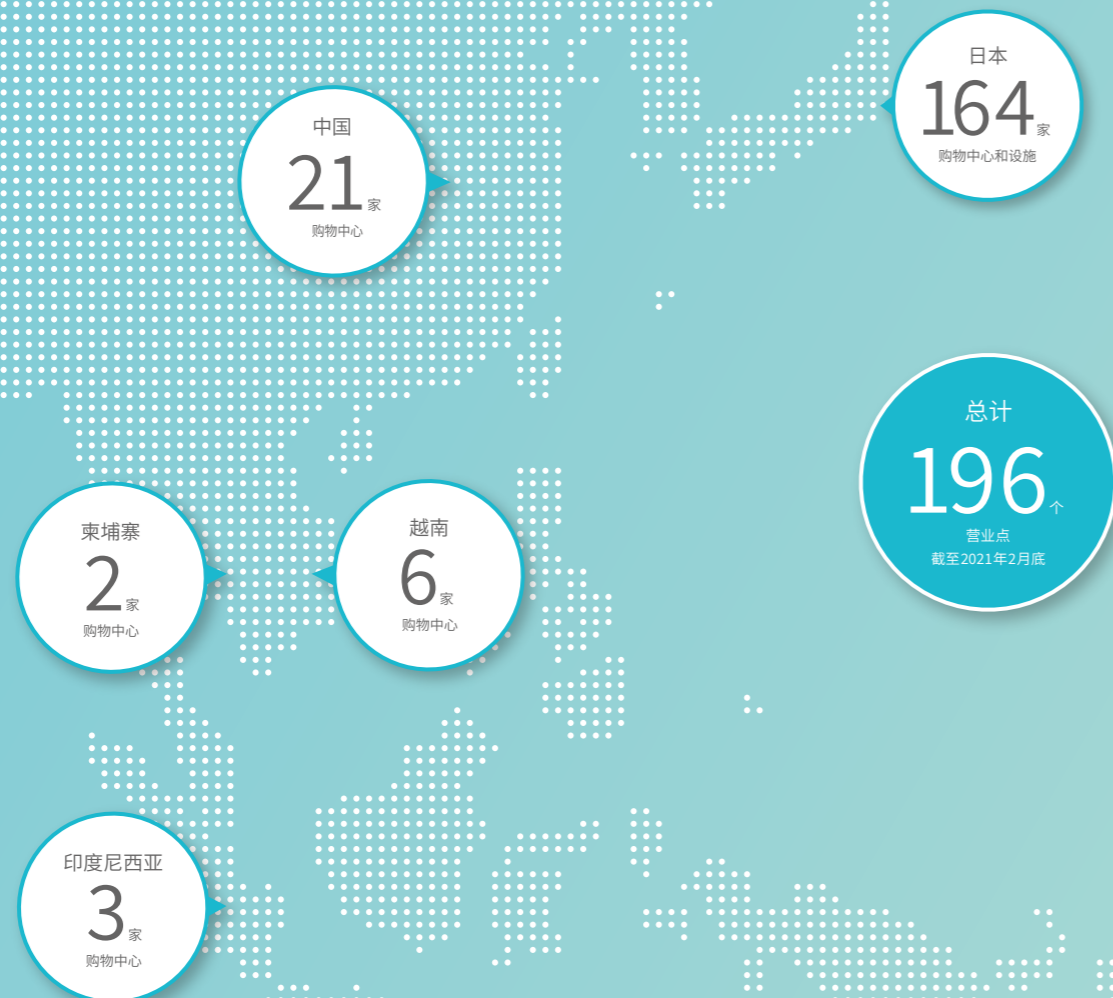 日本
164家
购物中心和设施
中国
21家
购物中心
总计
196个
营业点
截至2021年2月底
柬埔寨
2家
购物中心
越南
6家
购物中心
印度尼西亚
3家
购物中心